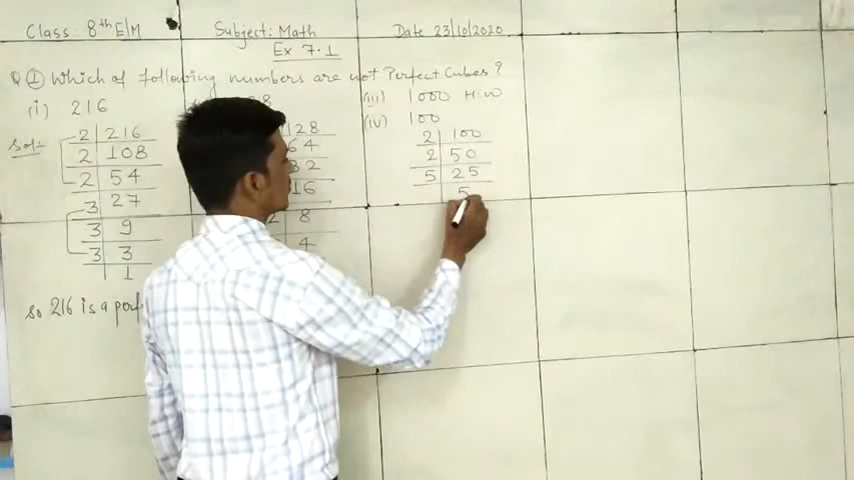 Class: 8th E/M Subject: Math Date 23/10/2020
Ex 7.1
Q ① Which of following numbers are not Perfect Cubes?
(i) 216
Sol:-
2 216
2 108
2 54
3 27
3 9
3 3
1
So 216 is a
128
64
32
16
2 8
4
(iii) 1000 H.W
(iv) 100
2 100
2 50
5 25
5